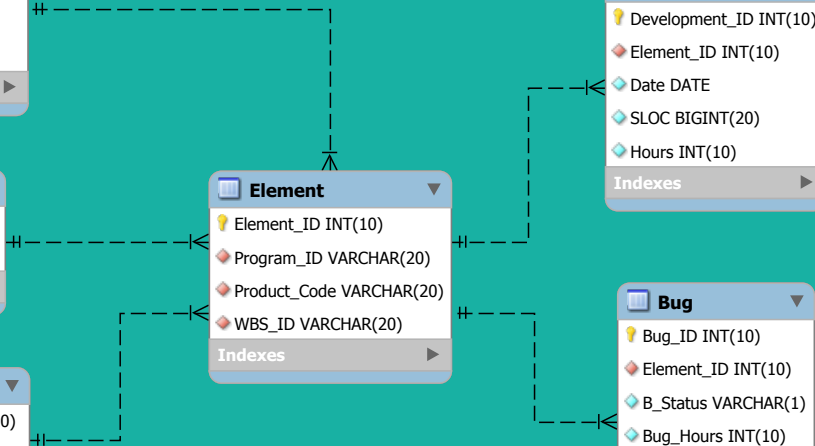 Development_ID INT(10)
Element_ID INT(10)
Date DATE
SLOC BIGINT(20)
Hours INT(10)
Indexes
Element
Element_ID INT(10)
Program_ID VARCHAR(20)
Product_Code VARCHAR(20)
WBS_ID VARCHAR(20)
Indexes
Bug
Bug_ID INT(10)
Element_ID INT(10)
B_Status VARCHAR(1)
Bug_Hours INT(10)
0)